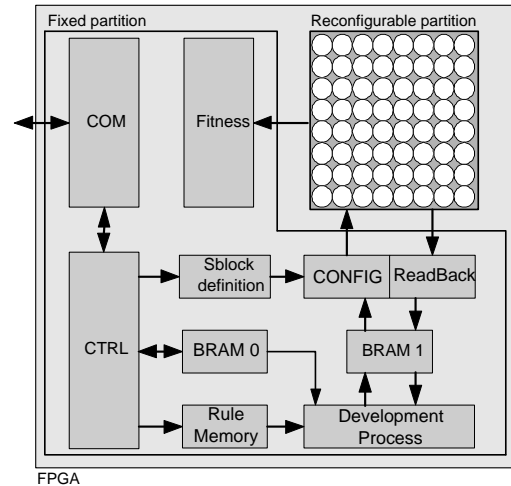 Fixed partition
Reconfigurable partition
COM
Fitness
Sblock
definition
CONFIG
ReadBack
CTRL
BRAM 0
BRAM 1
Rule
Memory
Development
Process
FPGA